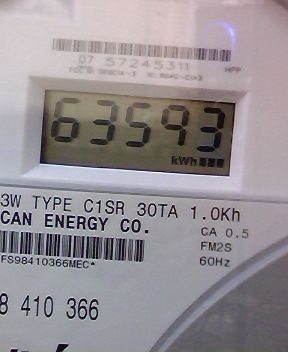 07 57245311
HPP
63593
kWh
3W TYPE C1SR 30TA 1.0Kh
CAN ENERGY CO.
CA 0.5
FM2S
60Hz
FS98410366MEC*
8 410 366